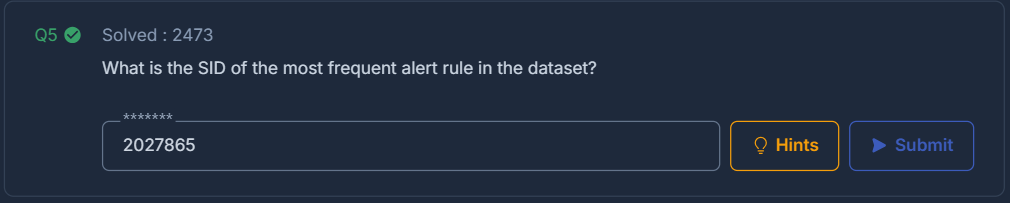 Q5 Solved : 2473
What is the SID of the most frequent alert rule in the dataset?
*******
2027865 Hints Submit